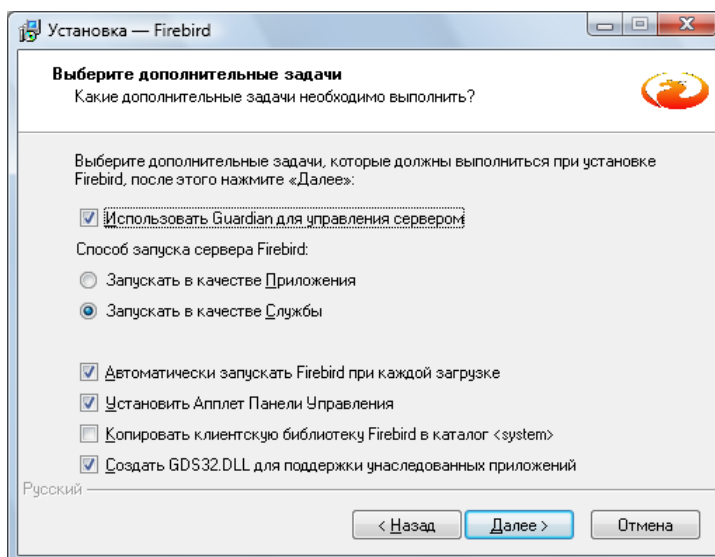 Установка — Firebird
Выберите дополнительные задачи
Какие дополнительные задачи необходимо выполнить?
Выберите дополнительные задачи, которые должны выполниться при установке
Firebird, после этого нажмите «Далее»:
Использовать Guardian для управления сервером
Способ запуска сервера Firebird:
Запускать в качестве Приложения
Запускать в качестве Службы
Автоматически запускать Firebird при каждой загрузке
Установить Апплет Панели Управления
Копировать клиентскую библиотеку Firebird в каталог <system>
Создать GDS32.DLL для поддержки унаследованных приложений
Русский
< Назад Далее > Отмена